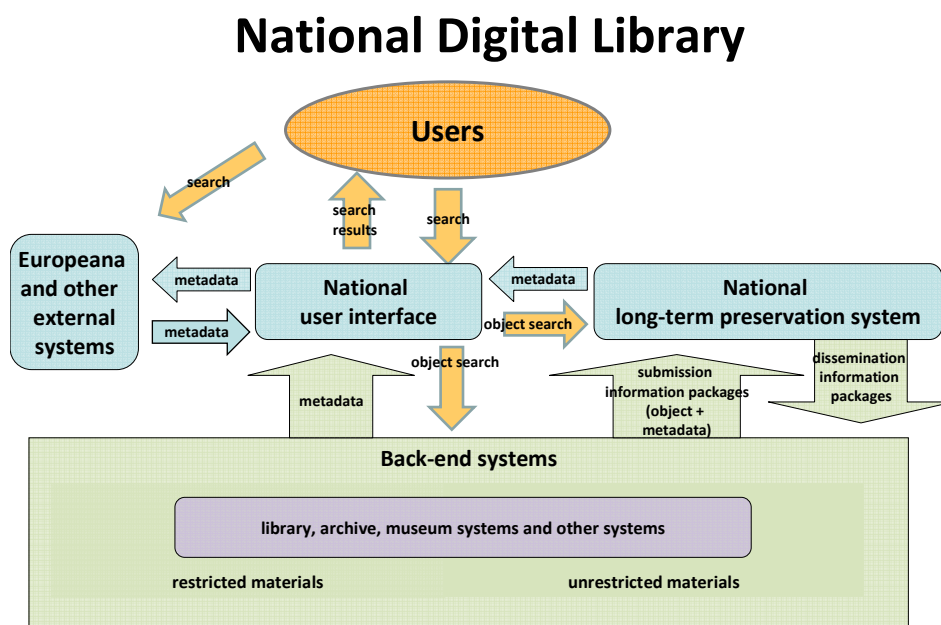 National Digital Library
Users
search
search
results
search
Europeana
and other
external
systems
metadata
metadata
National
user interface
metadata
object search
National
long-term preservation system
object search
metadata
submission
information packages
(object +
metadata)
dissemination
information
packages
Back-end systems
library, archive, museum systems and other systems
restricted materials
unrestricted materials